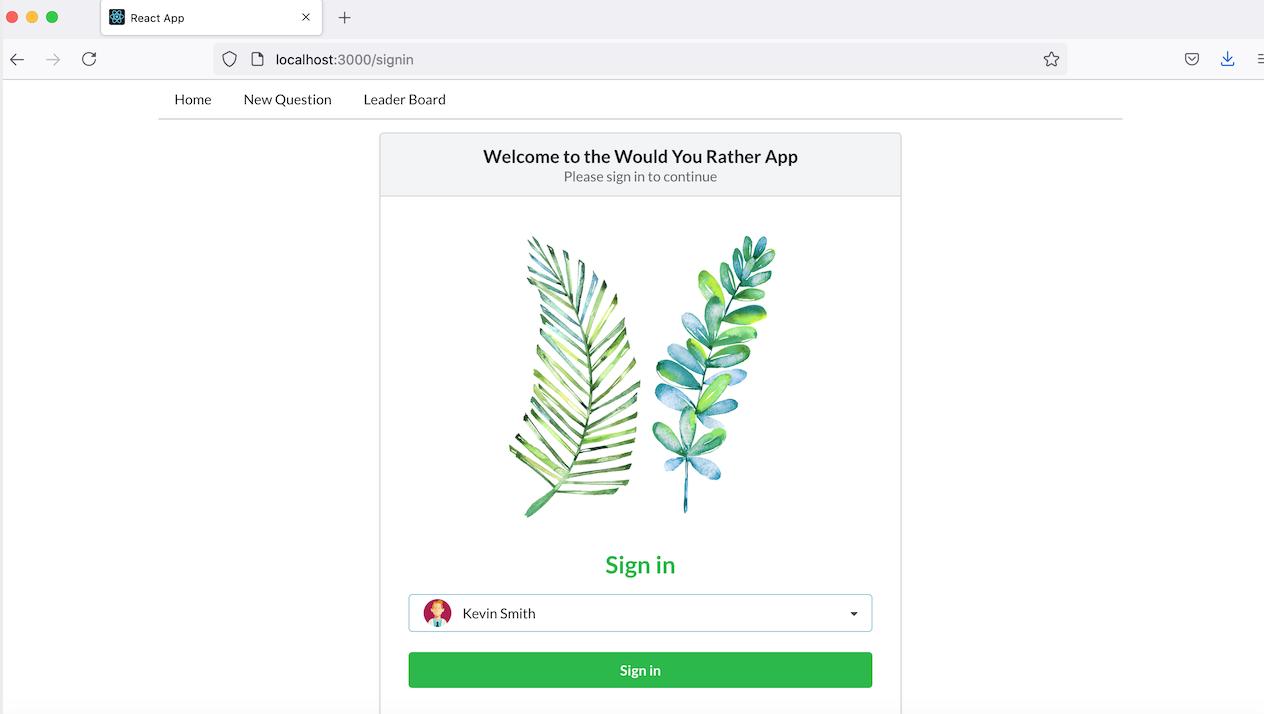 React App
localhost:3000/signin
Home New Question Leader Board
Welcome to the Would You Rather App
Please sign in to continue
Sign in
Kevin Smith
Sign in